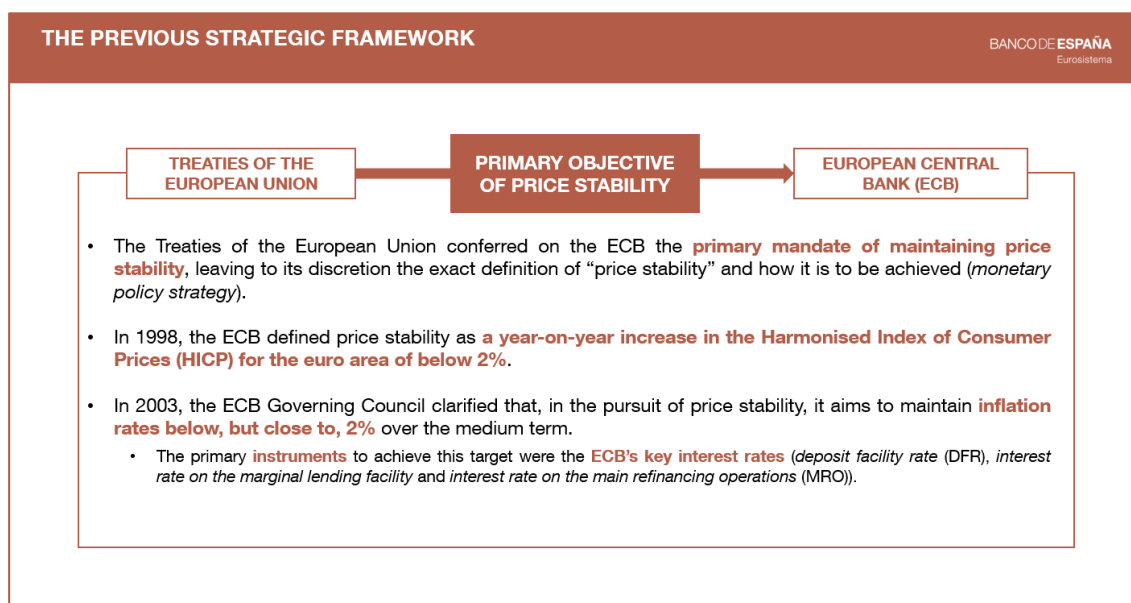 THE PREVIOUS STRATEGIC FRAMEWORK
BANCODEESPAÑA
Eurosistema
TREATIES OF THE
EUROPEAN UNION
PRIMARY OBJECTIVE
OF PRICE STABILITY
EUROPEAN CENTRAL
BANK (ECB)
• The Treaties of the European Union conferred on the ECB the primary mandate of maintaining price
stability, leaving to its discretion the exact definition of “price stability” and how it is to be achieved (monetary
policy strategy).
• In 1998, the ECB defined price stability as a year-on-year increase in the Harmonised Index of Consumer
Prices (HICP) for the euro area of below 2%.
• In 2003, the ECB Governing Council clarified that, in the pursuit of price stability, it aims to maintain inflation
rates below, but close to, 2% over the medium term.
• The primary instruments to achieve this target were the ECB’s key interest rates (deposit facility rate (DFR), interest
rate on the marginal lending facility and interest rate on the main refinancing operations (MRO)).